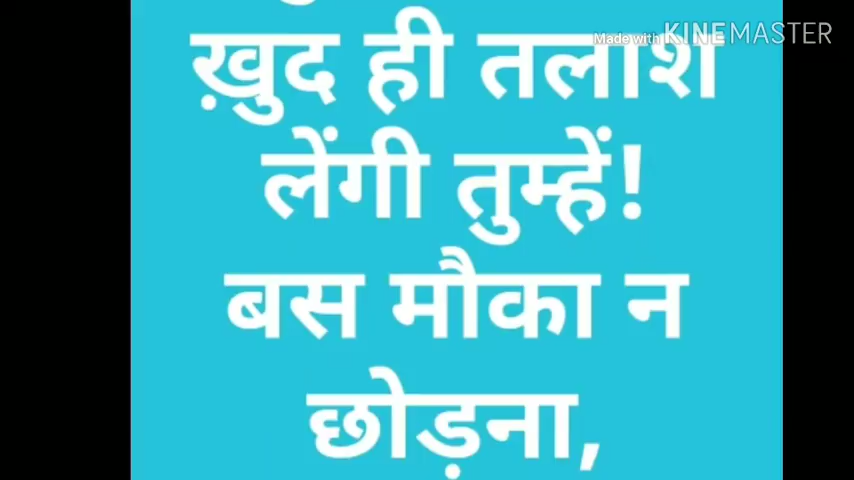 Made with KINEMASTER
ख़ुद ही तलाश
लेंगी तुम्हें!
बस मौका न
छोड़ना,